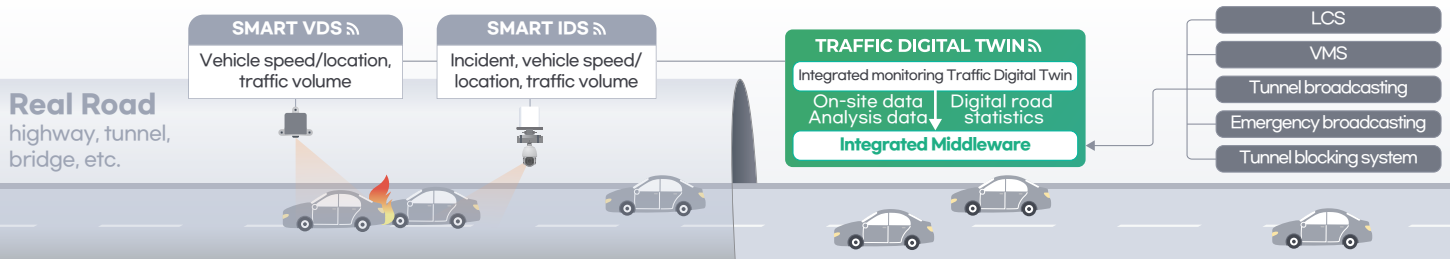 Real Road
highway, tunnel,
bridge, etc.
SMART VDS
Vehicle speed/location,
traffic volume
SMART IDS
Incident, vehicle speed/
location, traffic volume
TRAFFIC DIGITAL TWIN
Integrated monitoring Traffic Digital Twin
On-site data
Analysis data
Digital road
statistics
Integrated Middleware
LCS
VMS
Tunnel broadcasting
Emergency broadcasting
Tunnel blocking system